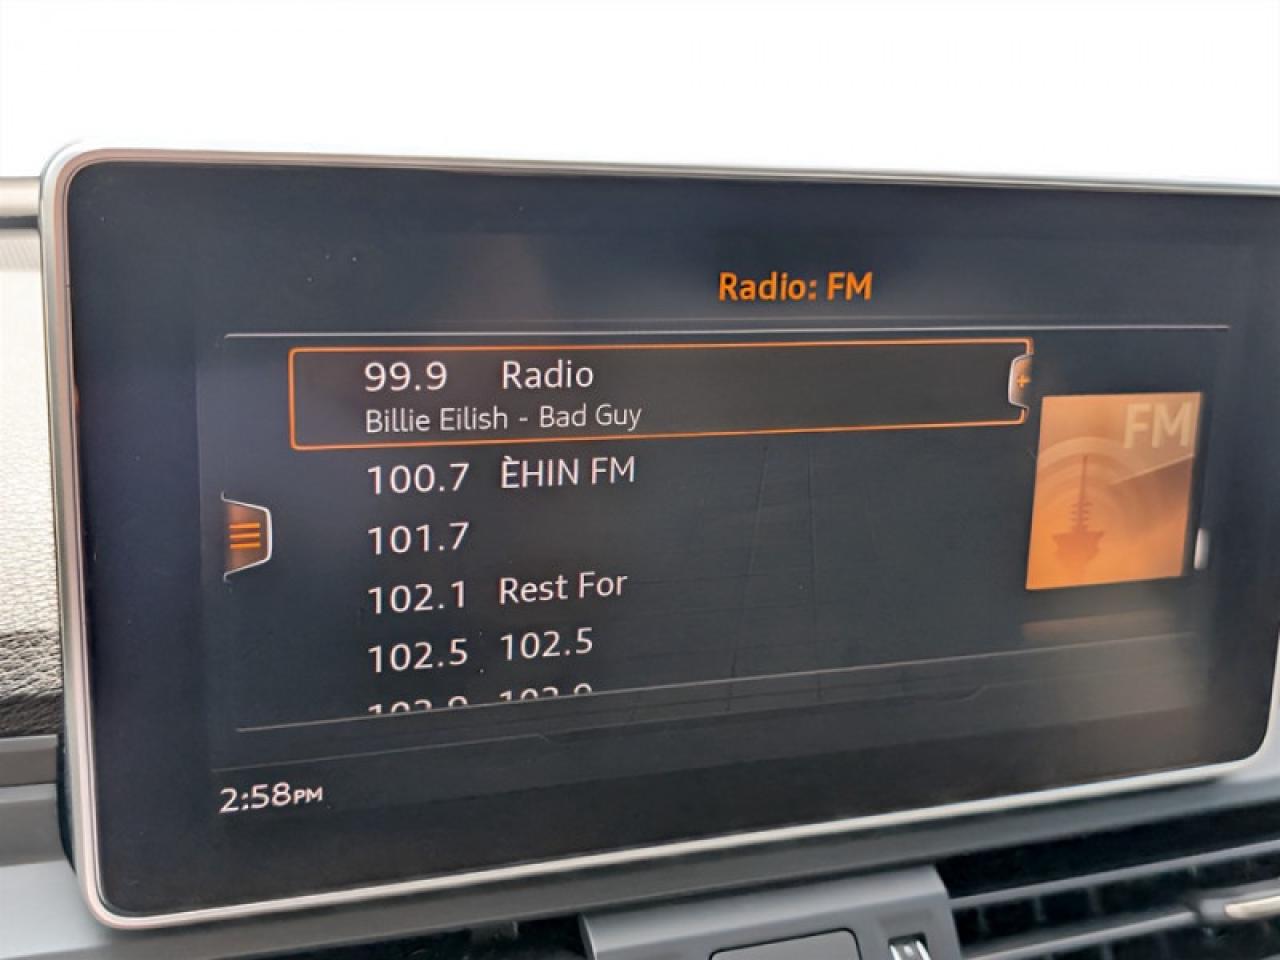 Radio: FM
99.9 Radio
Billie Eilish - Bad Guy
FM
100.7 ÈHIN FM
101.7
102.1 Rest For
102.5 102.5
2:58PM